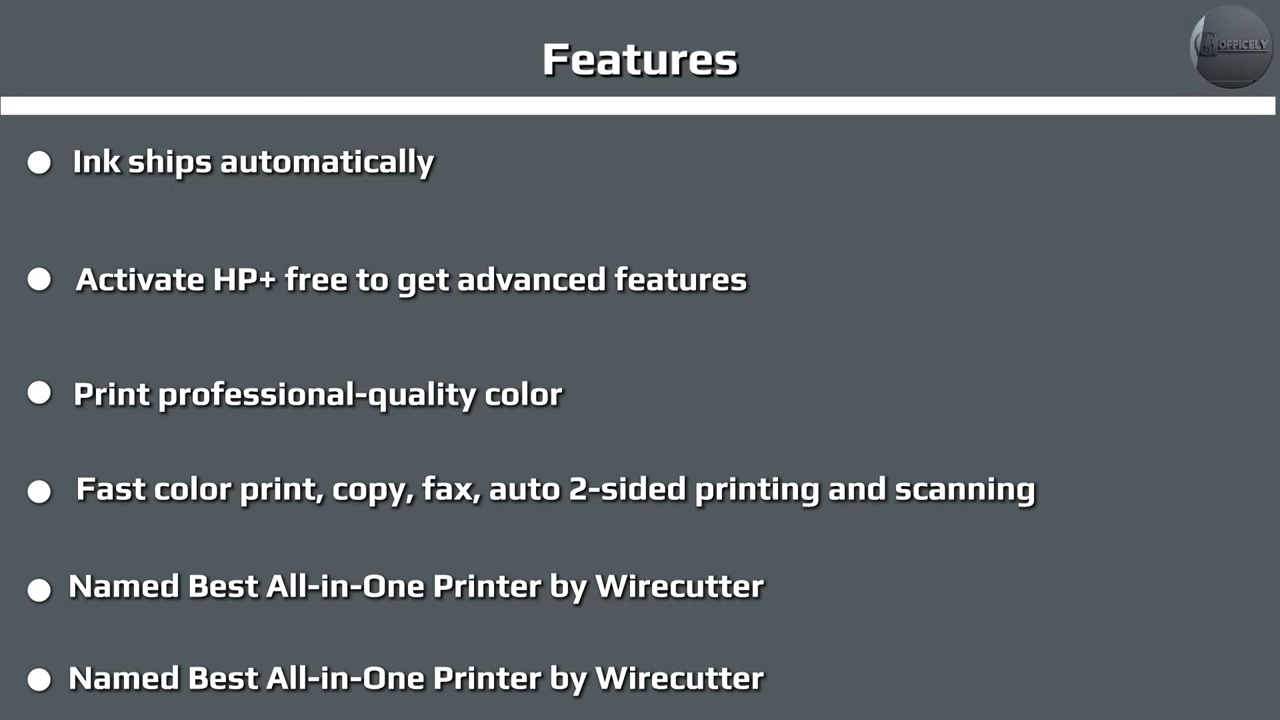 Features
OFFICELY
Ink ships automatically
Activate HP+ free to get advanced features
Print professional-quality color
Fast color print, copy, fax, auto 2-sided printing and scanning
Named Best All-in-One Printer by Wirecutter
Named Best All-in-One Printer by Wirecutter